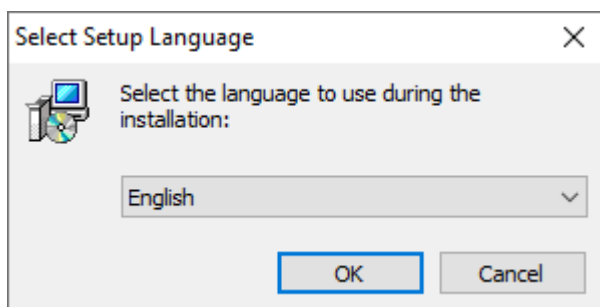 Select Setup Language
Select the language to use during the
installation:
English
OK
Cancel